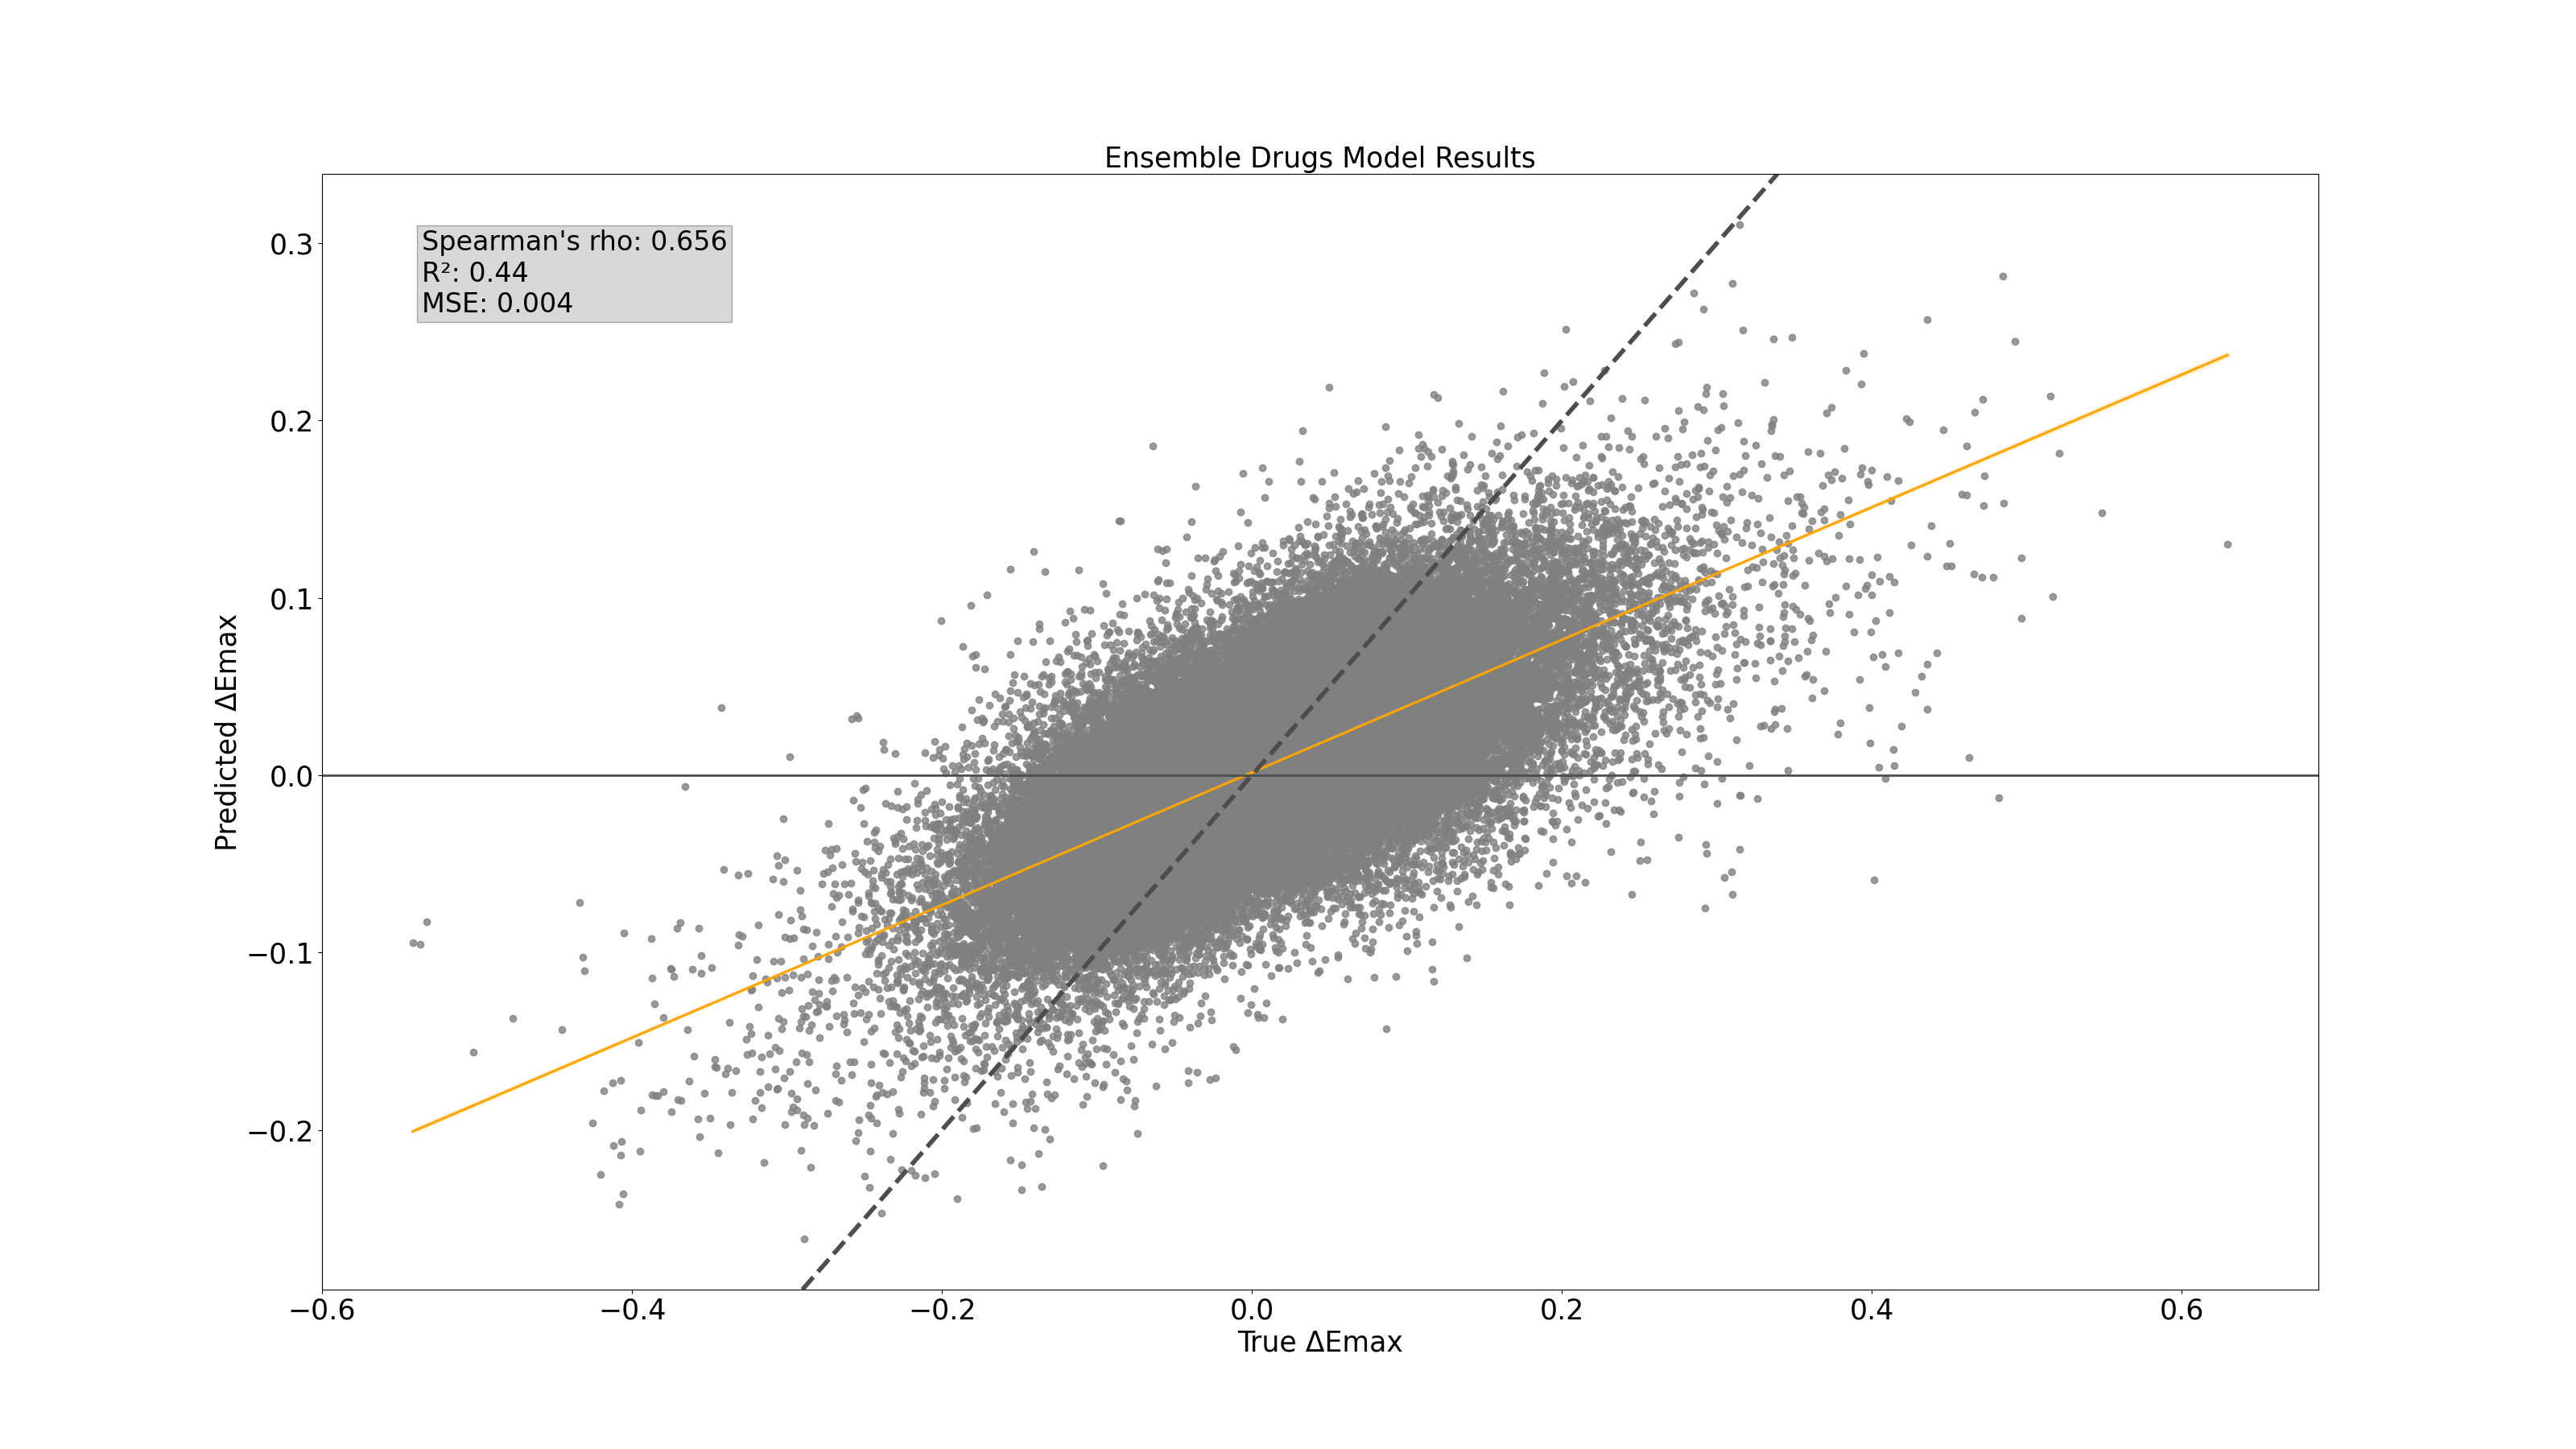 Ensemble Drugs Model Results
Spearman's rho: 0.656
R²: 0.44
MSE: 0.004
Predicted ΔEmax
0.3
0.2
0.1
0.0
−0.1
−0.2
−0.6 −0.4 −0.2 0.0 0.2 0.4 0.6
True ΔEmax